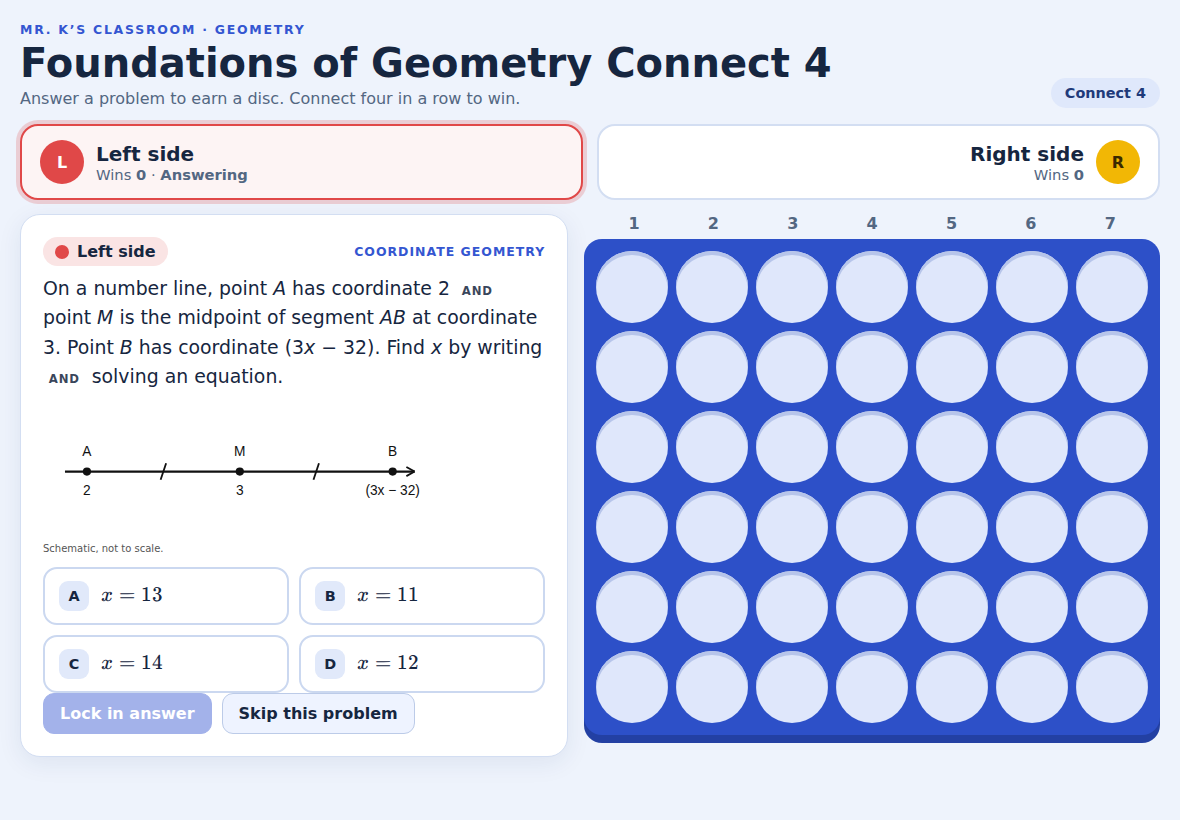 MR. K’S CLASSROOM · GEOMETRY
Foundations of Geometry Connect 4
Answer a problem to earn a disc. Connect four in a row to win.
Connect 4
L
Left side
Wins 0 · Answering
Right side
Wins 0
R
Left side
COORDINATE GEOMETRY
On a number line, point A has coordinate 2 AND
point M is the midpoint of segment AB at coordinate
3. Point B has coordinate (3x − 32). Find x by writing
AND solving an equation.
A M B
2 3 (3x − 32)
Schematic, not to scale.
A x = 13
B x = 11
C x = 14
D x = 12
Lock in answer
Skip this problem
1 2 3 4 5 6 7